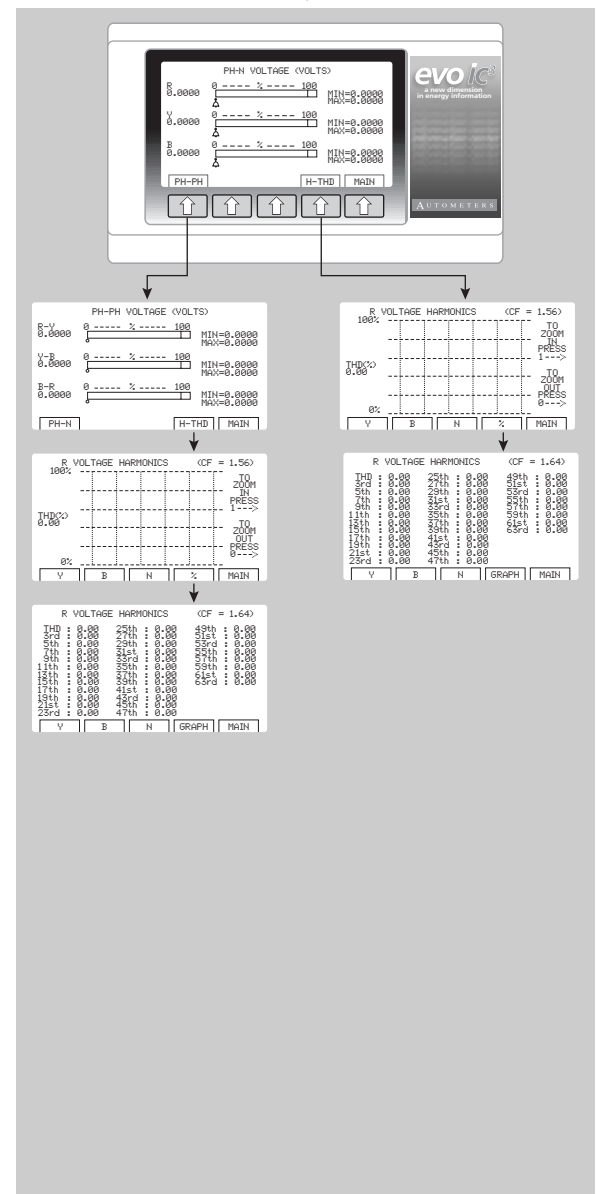 PH-N VOLTAGE (VOLTS)
R 0 ----- % ----- 100
0.0000 MIN=0.0000
MAX=0.0000
Y 0 ----- % ----- 100
0.0000 MIN=0.0000
MAX=0.0000
B 0 ----- % ----- 100
0.0000 MIN=0.0000
MAX=0.0000
PH-PH H-THD MAIN
evo ic3
a new dimension
in energy information
AUTOMETERS
PH-PH VOLTAGE (VOLTS)
R-Y 0 ----- % ----- 100
0.0000 MIN=0.0000
MAX=0.0000
Y-B 0 ----- % ----- 100
0.0000 MIN=0.0000
MAX=0.0000
B-R 0 ----- % ----- 100
0.0000 MIN=0.0000
MAX=0.0000
PH-N H-THD MAIN
R VOLTAGE HARMONICS (CF = 1.56)
100% TO
ZOOM
IN
PRESS
1--->
THD(%)
0.00 TO
ZOOM
OUT
PRESS
0--->
0%
Y B N % MAIN
R VOLTAGE HARMONICS (CF = 1.64)
THD : 0.00 25th : 0.00 49th : 0.00
3rd : 0.00 27th : 0.00 51st : 0.00
5th : 0.00 29th : 0.00 53rd : 0.00
7th : 0.00 31st : 0.00 55th : 0.00
9th : 0.00 33rd : 0.00 57th : 0.00
11th : 0.00 35th : 0.00 59th : 0.00
13th : 0.00 37th : 0.00 61st : 0.00
15th : 0.00 39th : 0.00 63rd : 0.00
17th : 0.00 41st : 0.00
19th : 0.00 43rd : 0.00
21st : 0.00 45th : 0.00
23rd : 0.00 47th : 0.00
Y B N GRAPH MAIN
R VOLTAGE HARMONICS (CF = 1.56)
100% TO
ZOOM
IN
PRESS
1--->
THD(%)
0.00 TO
ZOOM
OUT
PRESS
0--->
0%
Y B N % MAIN
R VOLTAGE HARMONICS (CF = 1.64)
THD : 0.00 25th : 0.00 49th : 0.00
3rd : 0.00 27th : 0.00 51st : 0.00
5th : 0.00 29th : 0.00 53rd : 0.00
7th : 0.00 31st : 0.00 55th : 0.00
9th : 0.00 33rd : 0.00 57th : 0.00
11th : 0.00 35th : 0.00 59th : 0.00
13th : 0.00 37th : 0.00 61st : 0.00
15th : 0.00 39th : 0.00 63rd : 0.00
17th : 0.00 41st : 0.00
19th : 0.00 43rd : 0.00
21st : 0.00 45th : 0.00
23rd : 0.00 47th : 0.00
Y B N GRAPH MAIN